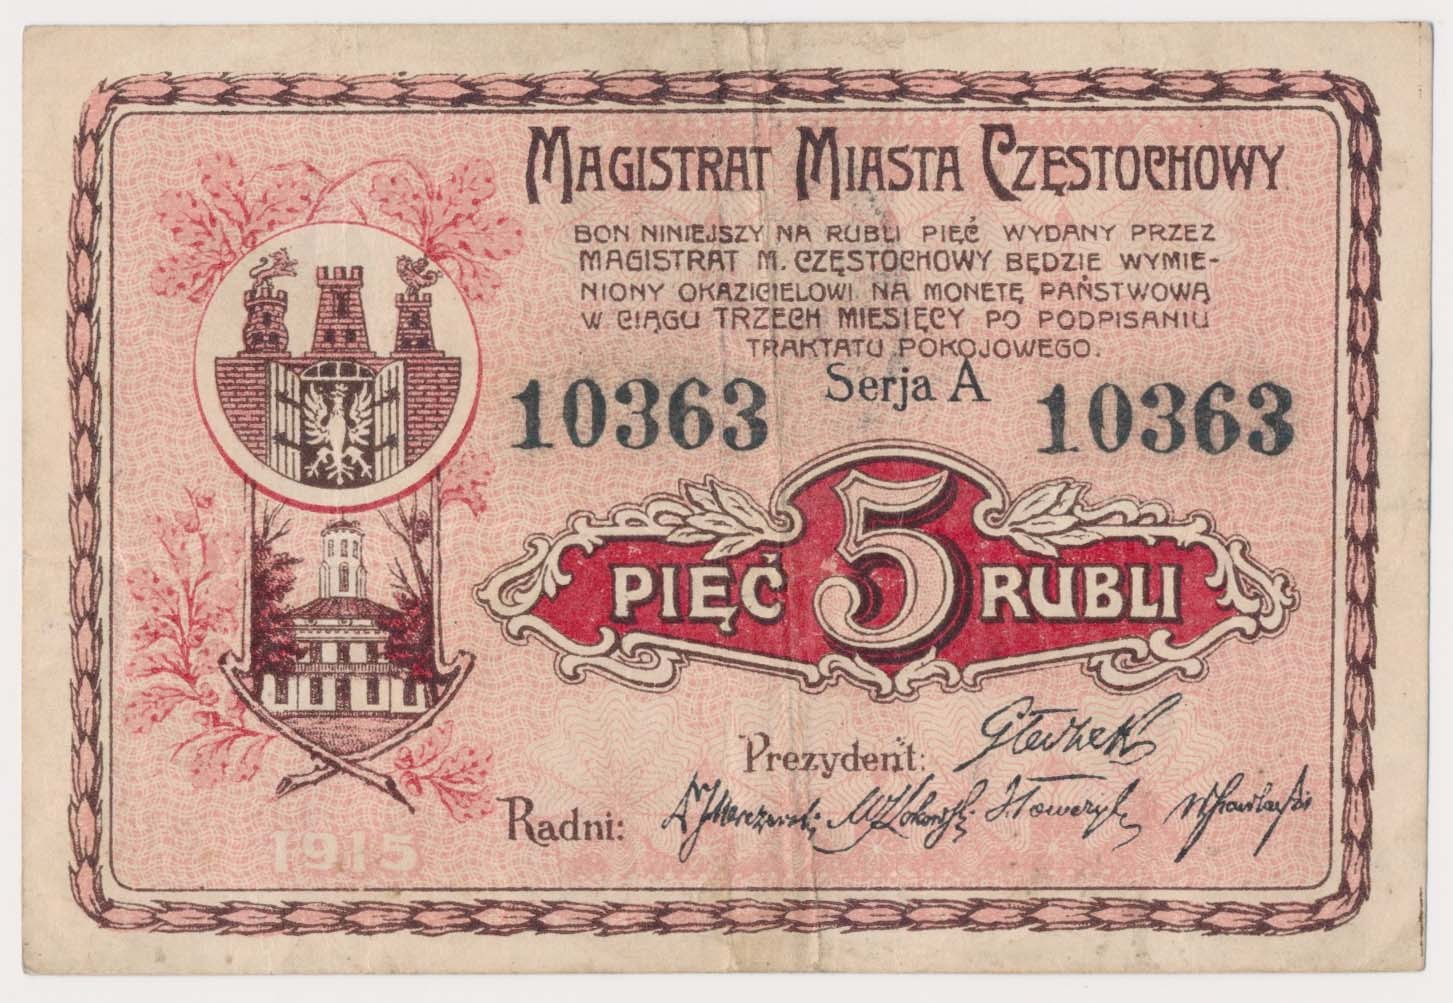 MAGISTRAT MIASTA CZĘSTOCHOWY
BON NINIEJSZY NA RUBLI PIĘĆ WYDANY PRZEZ
MAGISTRAT M. CZĘSTOCHOWY BĘDZIE WYMIE-
NIONY OKAZICIELOWI NA MONETĘ PAŃSTWOWĄ
W CIĄGU TRZECH MIESIĘCY PO PODPISANIU
TRAKTATU POKOJOWEGO.
Serja A
10363 10363
PIĘĆ 5 RUBLI
Prezydent:
Radni:
1915